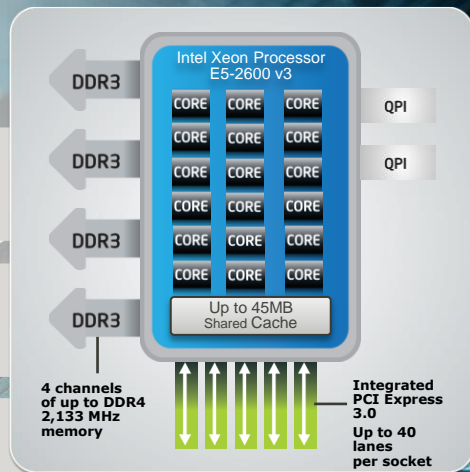 Intel Xeon Processor
E5-2600 v3
DDR3
CORE CORE CORE
QPI
CORE CORE CORE
DDR3
CORE CORE CORE
QPI
CORE CORE CORE
DDR3
CORE CORE CORE
CORE CORE CORE
DDR3
Up to 45MB
Shared Cache
4 channels
of up to DDR4
2,133 MHz
memory
Integrated
PCI Express
3.0
Up to 40
lanes
per socket